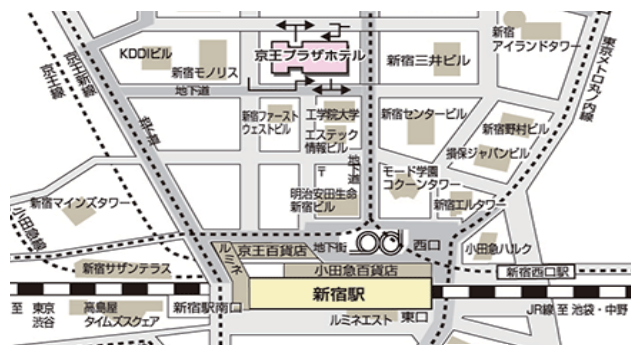 KDDIビル
新宿モノリス
京王プラザホテル
新宿三井ビル
新宿
アイランドタワー
東京メトロ丸ノ内線
京王新線
京王線
地下道
地下道
新宿ファースト
ウェストビル
工学院大学
エステック
情報ビル
地下道
新宿センタービル
新宿野村ビル
損保ジャパンビル
〒
明治安田生命
新宿ビル
モード学園
コクーンタワー
新宿エルタワー
新宿マインズタワー
小田急線
ルミネ
京王百貨店
地下街
西口
小田急ハルク
新宿サザンテラス
小田急百貨店
新宿西口駅
至 東京
渋谷
高島屋
タイムズスクェア
新宿駅南口
新宿駅
ルミネエスト
東口
JR線 至 池袋・中野